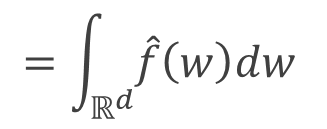 = ∫_{ℝ^d} f̂(w)dw